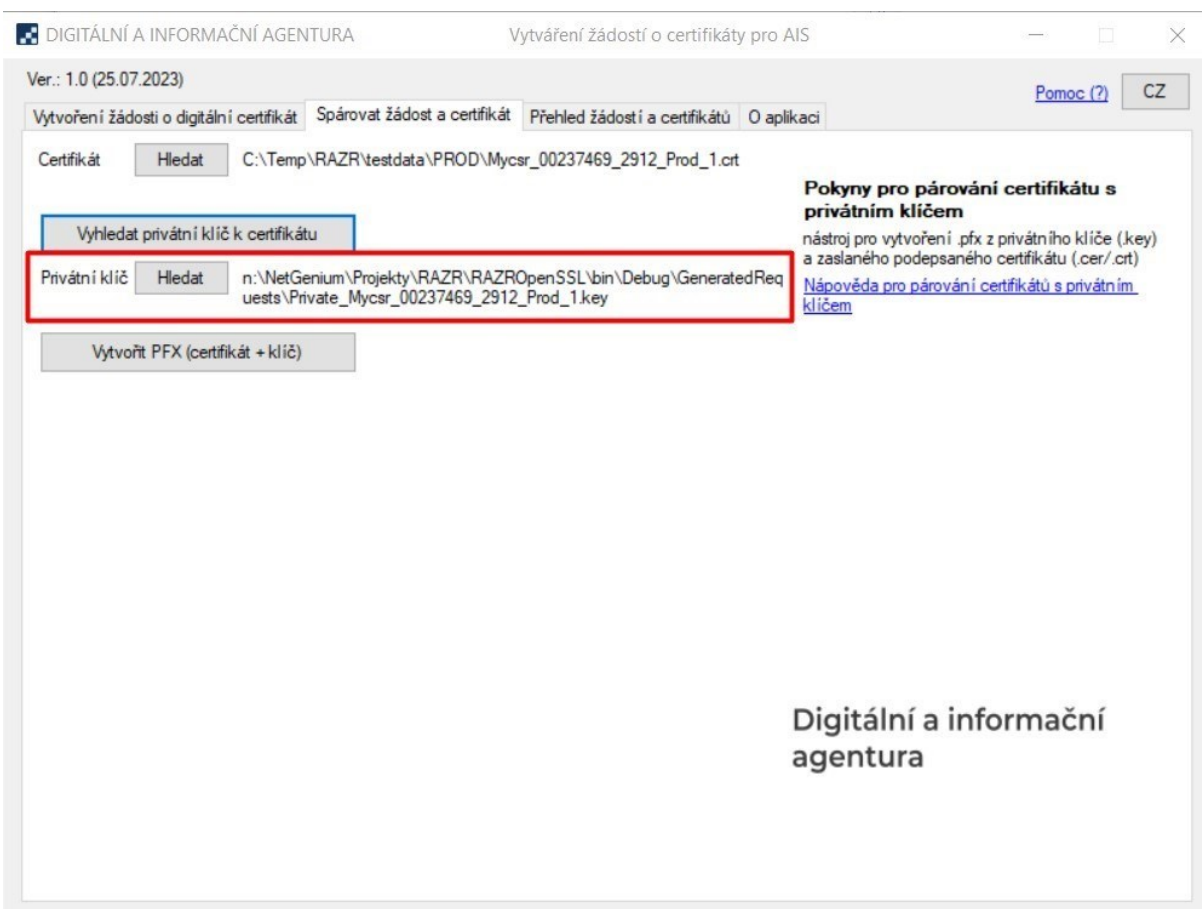 DIGITÁLNÍ A INFORMAČNÍ AGENTURA Vytváření žádostí o certifikáty pro AIS
Ver.: 1.0 (25.07.2023)
Pomoc (?) CZ
Vytvoření žádosti o digitální certifikát Spárovat žádost a certifikát Přehled žádostí a certifikátů O aplikaci
Certifikát Hledat C:\Temp\RAZR\testdata\PROD\Mycsr_00237469_2912_Prod_1.crt
Vyhledat privátní klíč k certifikátu
Privátní klíč Hledat n:\NetGenium\Projekty\RAZR\RAZROpenSSL\bin\Debug\GeneratedReq
uests\Private_Mycsr_00237469_2912_Prod_1.key
Vytvořit PFX (certifikát + klíč)
Pokyny pro párování certifikátu s
privátním klíčem
nástroj pro vytvoření .pfx z privátního klíče (.key)
a zaslaného podepsaného certifikátu (.cer/.crt)
Nápověda pro párování certifikátů s privátním
klíčem
Digitální a informační
agentura